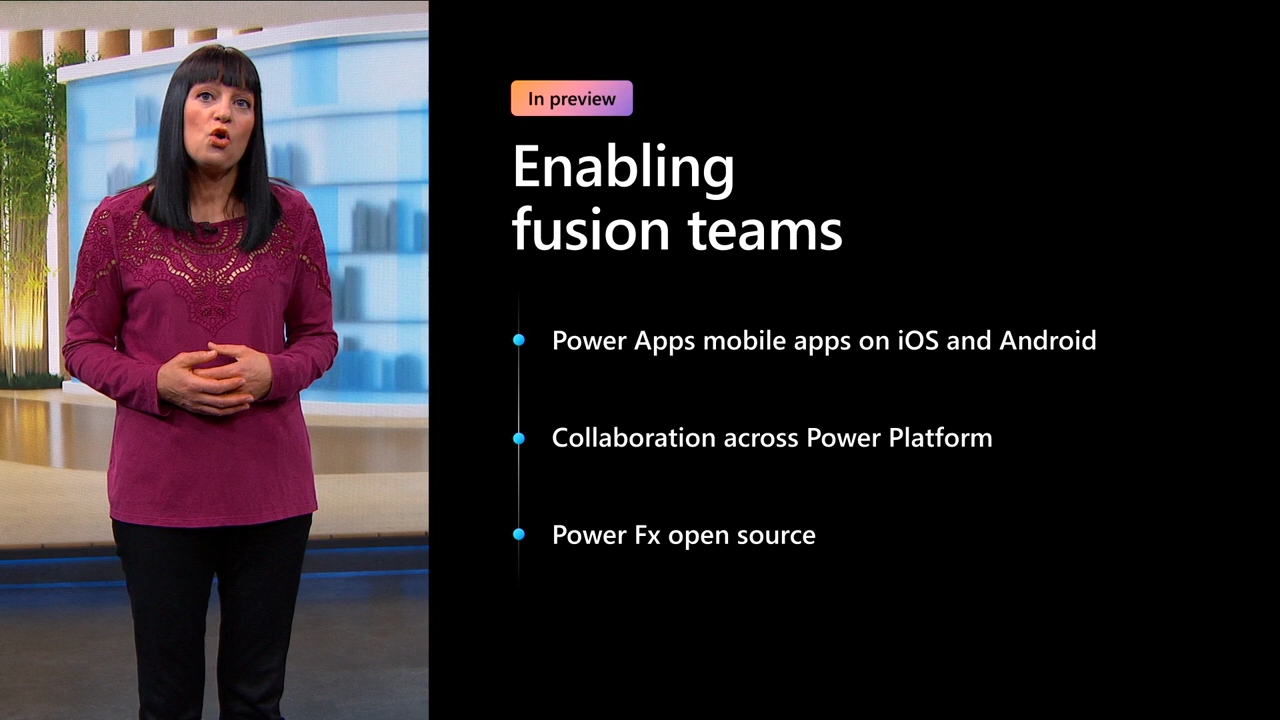 In preview
Enabling
fusion teams
Power Apps mobile apps on iOS and Android
Collaboration across Power Platform
Power Fx open source